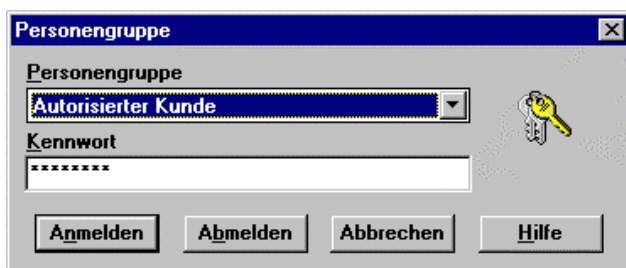 Personengruppe
Personengruppe
Autorisierter Kunde
Kennwort
********
Anmelden Abmelden Abbrechen Hilfe